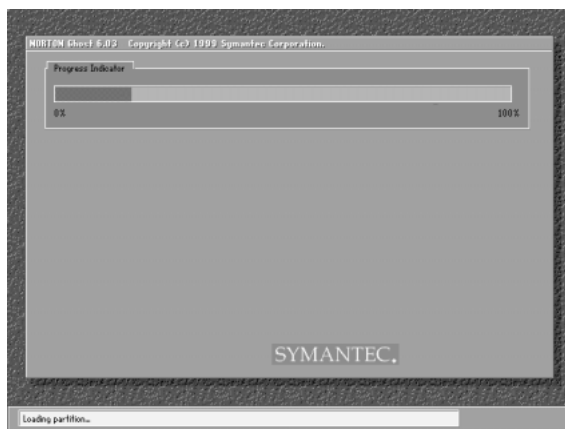 NORTON Ghost 6.03 Copyright (c) 1999 Symantec Corporation.
Progress Indicator
0%
100%
SYMANTEC.
Loading partition...